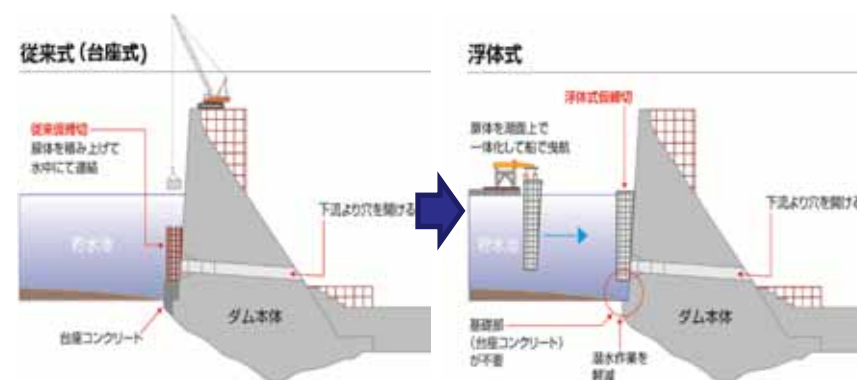 従来式(台座式)
従来仮締切
扉体を積み上げて
水中にて連結
下流より穴を開ける
貯水池
ダム本体
台座コンクリート
浮体式
浮体式仮締切
扉体を湖面上で
一体化して船で曳航
下流より穴を開ける
貯水池
ダム本体
基礎部
(台座コンクリート)
が不要
潜水作業を
軽減